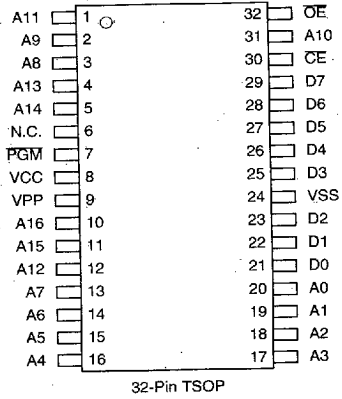 A11 1 32 OE
A9 2 31 A10
A8 3 30 CE
A13 4 29 D7
A14 5 28 D6
N.C. 6 27 D5
PGM 7 26 D4
VCC 8 25 D3
VPP 9 24 VSS
A16 10 23 D2
A15 11 22 D1
A12 12 21 D0
A7 13 20 A0
A6 14 19 A1
A5 15 18 A2
A4 16 17 A3
32-Pin TSOP